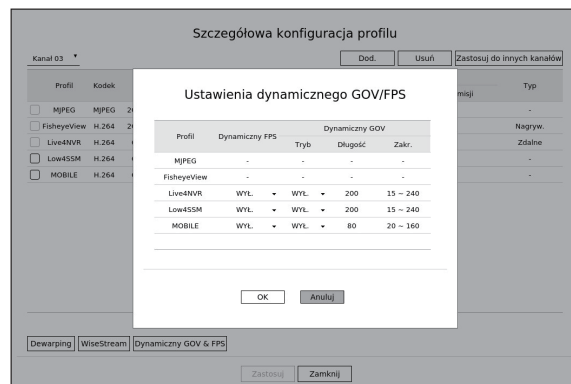 Szczegółowa konfiguracja profilu
Kanał 03
Dod.
Usuń
Zastosuj do innych kanałów
Profil Kodek Typ
misji
MJPEG MJPEG -
FisheyeView H.264 Nagryw.
Live4NVR H.264 Zdalne
Low4SSM H.264 -
MOBILE H.264 -
Ustawienia dynamicznego GOV/FPS
Profil Dynamiczny FPS Dynamiczny GOV
Tryb Długość Zakr.
MJPEG - - - -
FisheyeView - - - -
Live4NVR WYŁ. WYŁ. 200 15 ~ 240
Low4SSM WYŁ. WYŁ. 200 15 ~ 240
MOBILE WYŁ. WYŁ. 80 20 ~ 160
OK
Anuluj
Dewarping
WiseStream
Dynamiczny GOV & FPS
Zastosuj
Zamknij